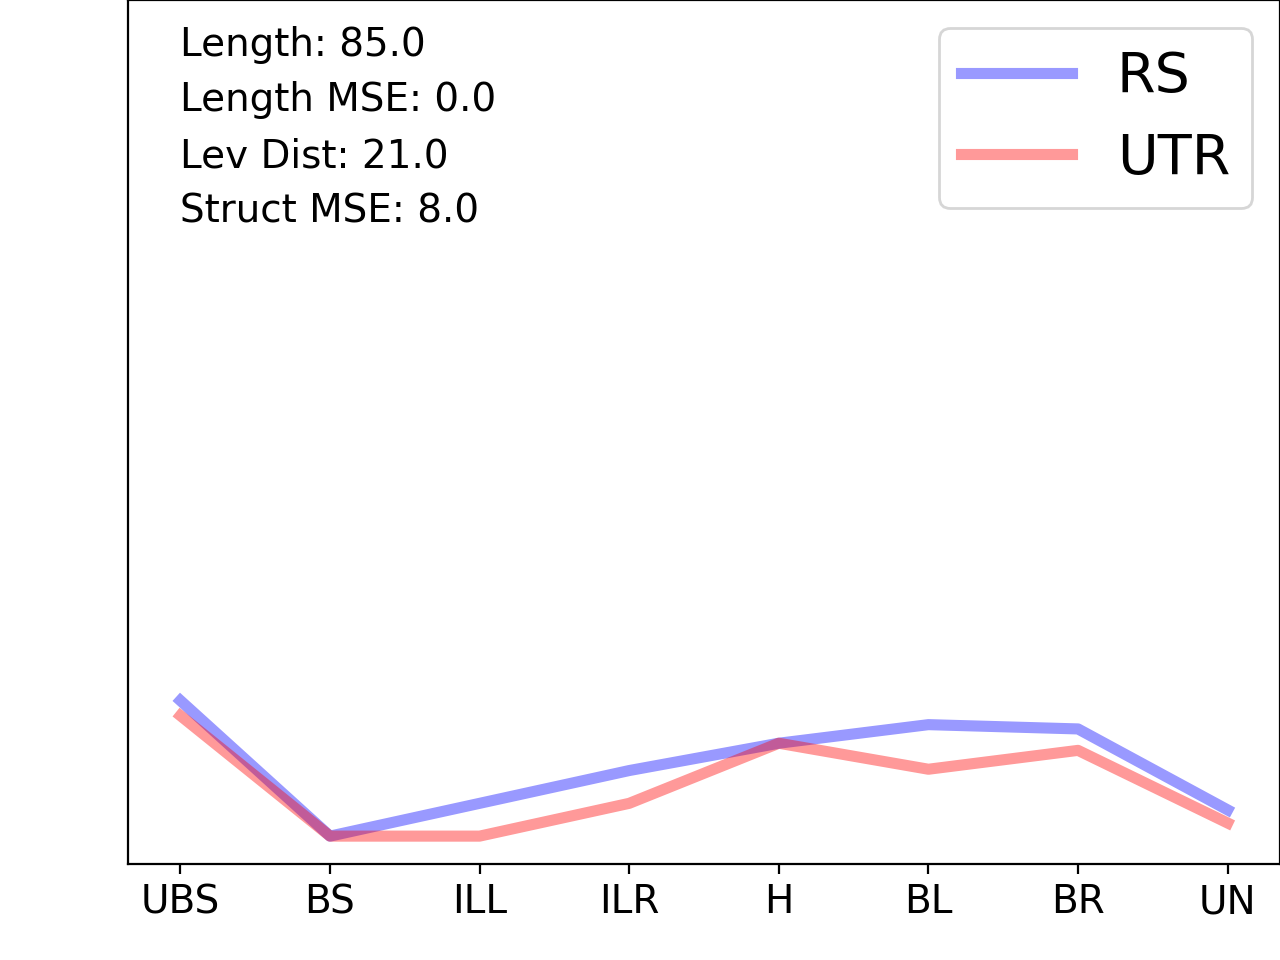 Length: 85.0
Length MSE: 0.0
Lev Dist: 21.0
Struct MSE: 8.0
RS
UTR
UBS BS ILL ILR H BL BR UN